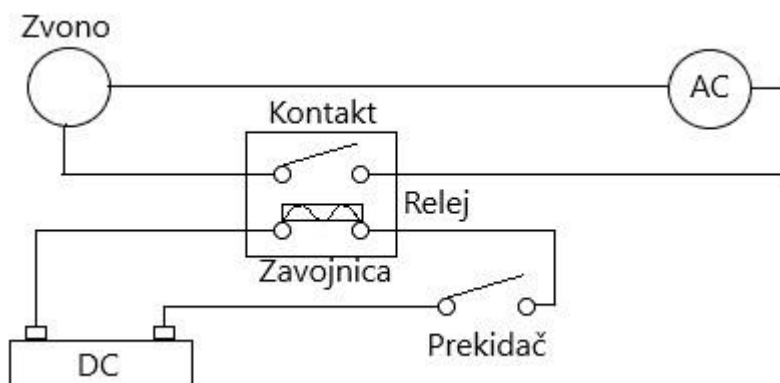 Zvono
AC
Kontakt
Relej
Zavojnica
Prekidač
DC